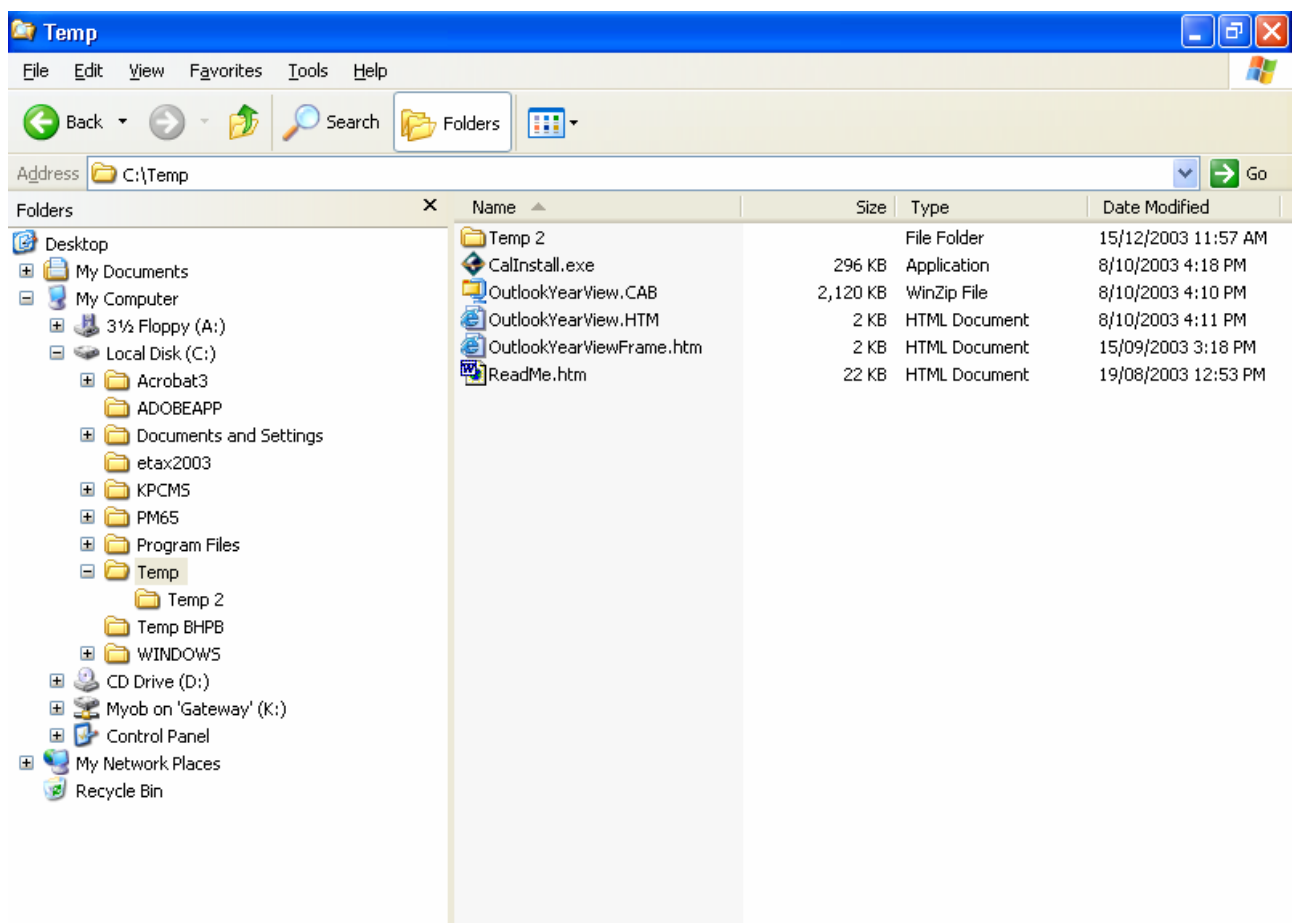 Temp
File Edit View Favorites Tools Help
Back Search Folders
Address C:\Temp Go
Folders
Desktop
My Documents
My Computer
3½ Floppy (A:)
Local Disk (C:)
Acrobat3
ADOBEAPP
Documents and Settings
etax2003
KPCMS
PM65
Program Files
Temp
Temp 2
Temp BHPB
WINDOWS
CD Drive (D:)
Myob on 'Gateway' (K:)
Control Panel
My Network Places
Recycle Bin
Name Size Type Date Modified
Temp 2 File Folder 15/12/2003 11:57 AM
CalInstall.exe 296 KB Application 8/10/2003 4:18 PM
OutlookYearView.CAB 2,120 KB WinZip File 8/10/2003 4:10 PM
OutlookYearView.HTM 2 KB HTML Document 8/10/2003 4:11 PM
OutlookYearViewFrame.htm 2 KB HTML Document 15/09/2003 3:18 PM
ReadMe.htm 22 KB HTML Document 19/08/2003 12:53 PM